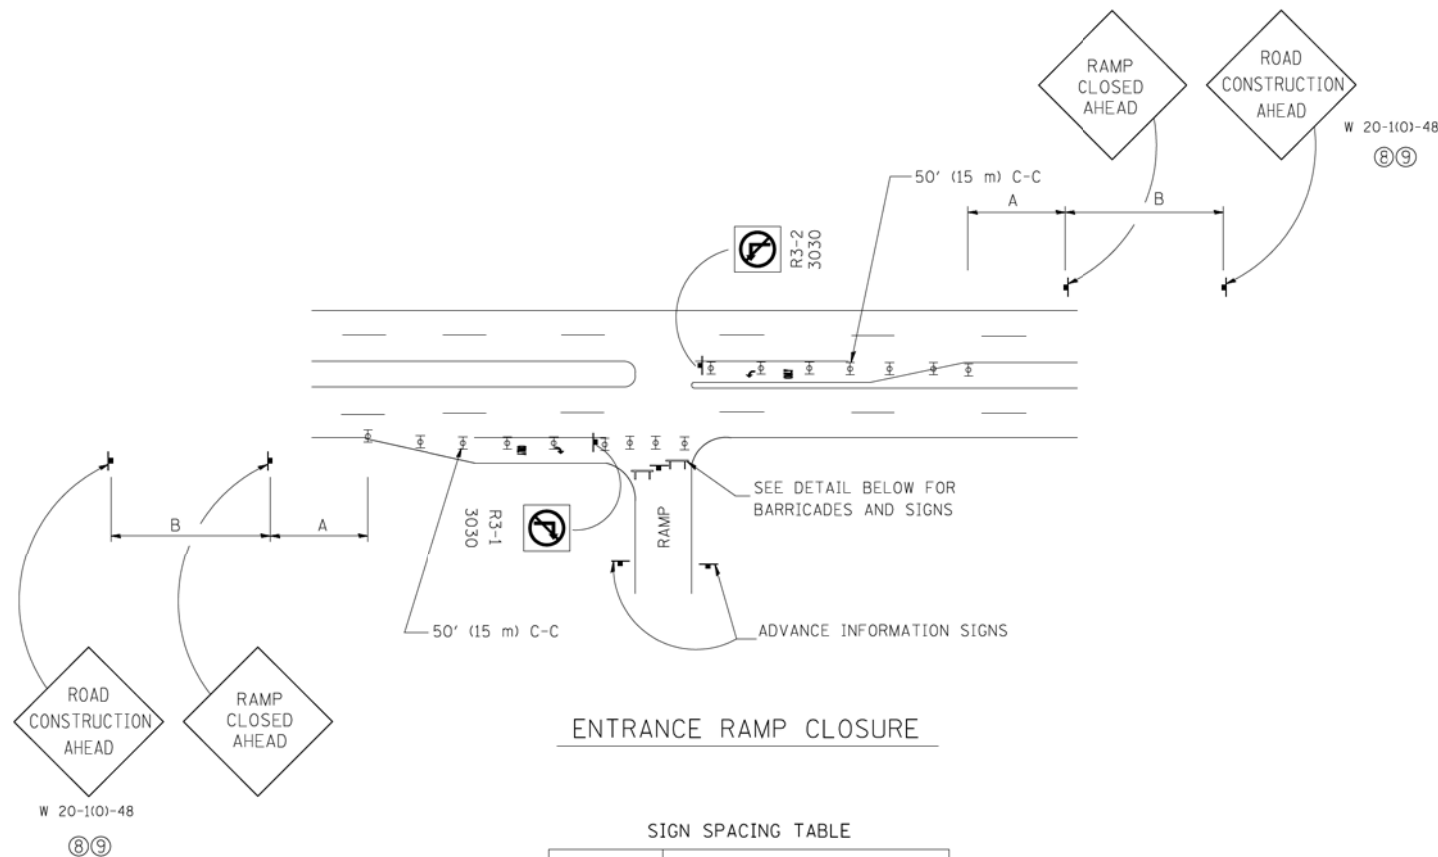 RAMP
CLOSED
AHEAD
ROAD
CONSTRUCTION
AHEAD
W 20-1(O)-48
⑧⑨
50' (15 m) C-C
A
B
R3-2
3030
SEE DETAIL BELOW FOR
BARRICADES AND SIGNS
R3-1
3030
RAMP
B
A
50' (15 m) C-C
ADVANCE INFORMATION SIGNS
ROAD
CONSTRUCTION
AHEAD
RAMP
CLOSED
AHEAD
W 20-1(O)-48
⑧⑨
ENTRANCE RAMP CLOSURE
SIGN SPACING TABLE